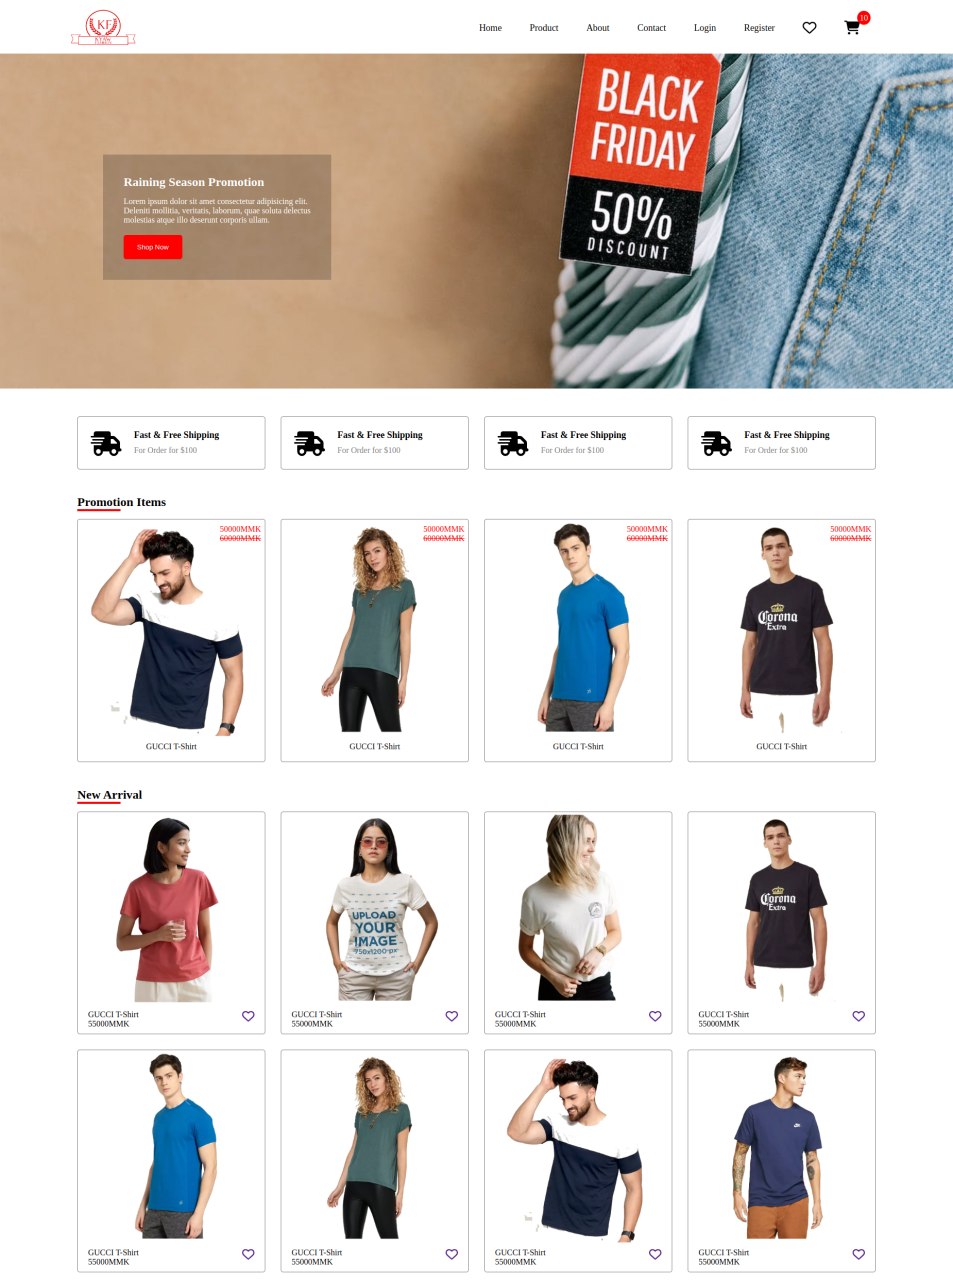 KF
Home
Product
About
Contact
Login
Register
10
BLACK
FRIDAY
50%
DISCOUNT
Raining Season Promotion
Lorem ipsum dolor sit amet consectetur adipisicing elit.
Deleniti mollitia, veritatis, laborum, quae soluta delectus
molestias atque illo deserunt corporis ullam.
Shop Now
Fast & Free Shipping
For Order for $100
Fast & Free Shipping
For Order for $100
Fast & Free Shipping
For Order for $100
Fast & Free Shipping
For Order for $100
Promotion Items
50000MMK
60000MMK
GUCCI T-Shirt
50000MMK
60000MMK
GUCCI T-Shirt
50000MMK
60000MMK
GUCCI T-Shirt
50000MMK
60000MMK
Corona
Extra
GUCCI T-Shirt
New Arrival
GUCCI T-Shirt
55000MMK
UPLOAD
YOUR
IMAGE
750x1200px
GUCCI T-Shirt
55000MMK
GUCCI T-Shirt
55000MMK
Corona
Extra
GUCCI T-Shirt
55000MMK
GUCCI T-Shirt
55000MMK
GUCCI T-Shirt
55000MMK
GUCCI T-Shirt
55000MMK
GUCCI T-Shirt
55000MMK